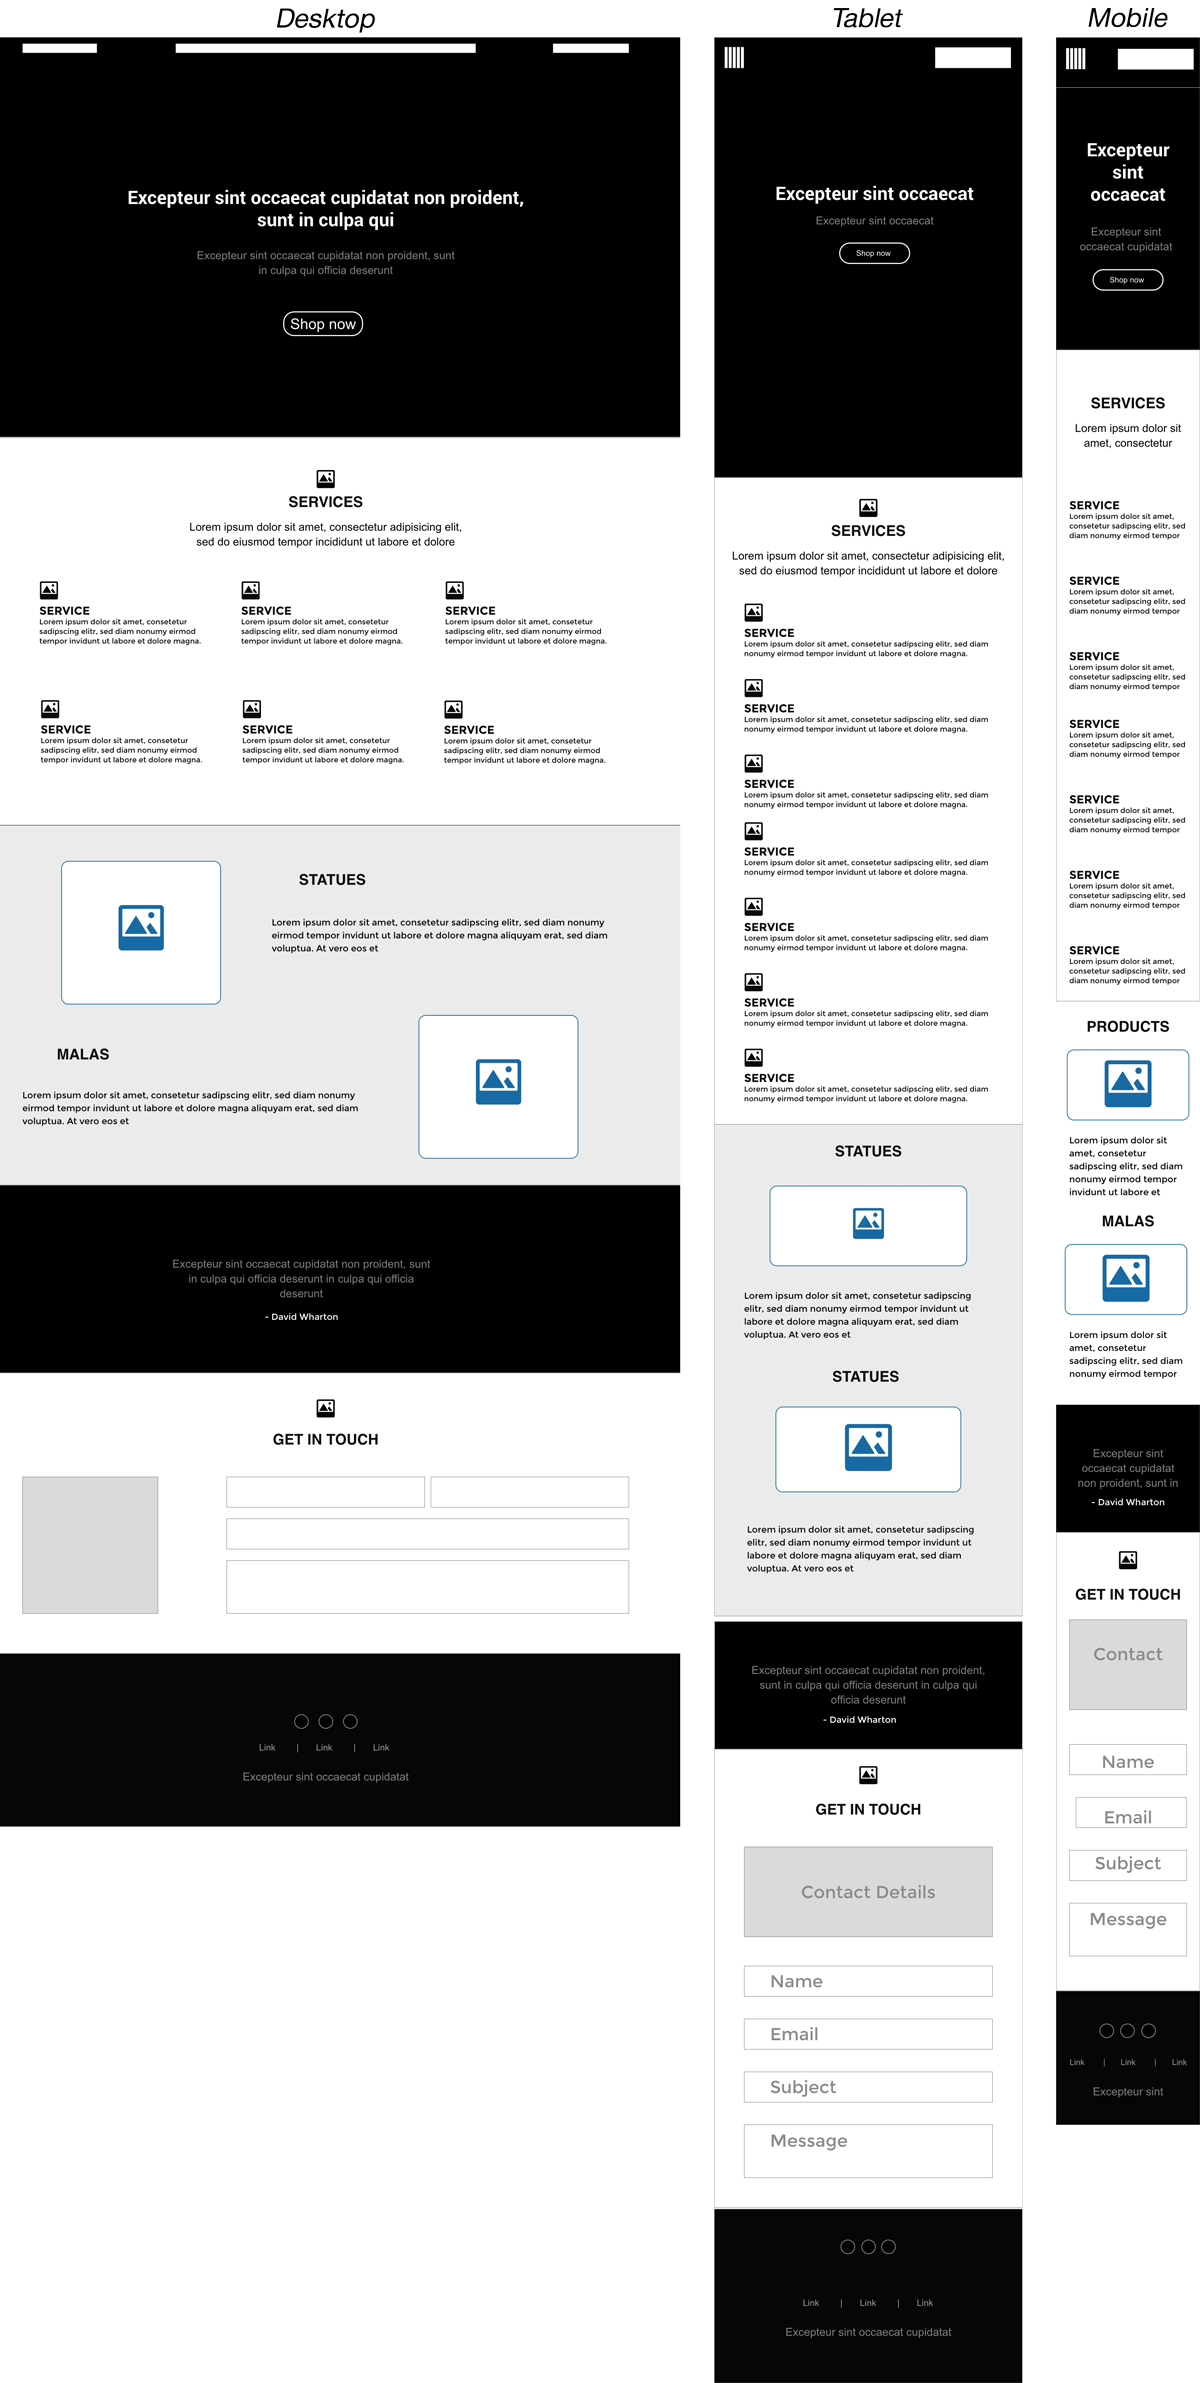 Desktop
Excepteur sint occaecat cupidatat non proident,
sunt in culpa qui
Excepteur sint occaecat cupidatat non proident, sunt
in culpa qui officia deserunt
Shop now
SERVICES
Lorem ipsum dolor sit amet, consectetur adipisicing elit,
sed do eiusmod tempor incididunt ut labore et dolore
SERVICE
Lorem ipsum dolor sit amet, consetetur
sadipscing elitr, sed diam nonumy eirmod
tempor invidunt ut labore et dolore magna.
SERVICE
Lorem ipsum dolor sit amet, consetetur
sadipscing elitr, sed diam nonumy eirmod
tempor invidunt ut labore et dolore magna.
SERVICE
Lorem ipsum dolor sit amet, consetetur
sadipscing elitr, sed diam nonumy eirmod
tempor invidunt ut labore et dolore magna.
SERVICE
Lorem ipsum dolor sit amet, consetetur
sadipscing elitr, sed diam nonumy eirmod
tempor invidunt ut labore et dolore magna.
SERVICE
Lorem ipsum dolor sit amet, consetetur
sadipscing elitr, sed diam nonumy eirmod
tempor invidunt ut labore et dolore magna.
SERVICE
Lorem ipsum dolor sit amet, consetetur
sadipscing elitr, sed diam nonumy eirmod
tempor invidunt ut labore et dolore magna.
STATUES
Lorem ipsum dolor sit amet, consetetur sadipscing elitr, sed diam nonumy
eirmod tempor invidunt ut labore et dolore magna aliquyam erat, sed diam
voluptua. At vero eos et
MALAS
Lorem ipsum dolor sit amet, consetetur sadipscing elitr, sed diam nonumy
eirmod tempor invidunt ut labore et dolore magna aliquyam erat, sed diam
voluptua. At vero eos et
Excepteur sint occaecat cupidatat non proident, sunt
in culpa qui officia deserunt in culpa qui officia
deserunt
- David Wharton
GET IN TOUCH
Link | Link | Link
Excepteur sint occaecat cupidatat
Tablet
Excepteur sint occaecat
Excepteur sint occaecat
Shop now
SERVICES
Lorem ipsum dolor sit amet, consectetur adipisicing elit,
sed do eiusmod tempor incididunt ut labore et dolore
SERVICE
Lorem ipsum dolor sit amet, consetetur sadipscing elitr, sed diam
nonumy eirmod tempor invidunt ut labore et dolore magna.
SERVICE
Lorem ipsum dolor sit amet, consetetur sadipscing elitr, sed diam
nonumy eirmod tempor invidunt ut labore et dolore magna.
SERVICE
Lorem ipsum dolor sit amet, consetetur sadipscing elitr, sed diam
nonumy eirmod tempor invidunt ut labore et dolore magna.
SERVICE
Lorem ipsum dolor sit amet, consetetur sadipscing elitr, sed diam
nonumy eirmod tempor invidunt ut labore et dolore magna.
SERVICE
Lorem ipsum dolor sit amet, consetetur sadipscing elitr, sed diam
nonumy eirmod tempor invidunt ut labore et dolore magna.
SERVICE
Lorem ipsum dolor sit amet, consetetur sadipscing elitr, sed diam
nonumy eirmod tempor invidunt ut labore et dolore magna.
SERVICE
Lorem ipsum dolor sit amet, consetetur sadipscing elitr, sed diam
nonumy eirmod tempor invidunt ut labore et dolore magna.
STATUES
Lorem ipsum dolor sit amet, consetetur sadipscing
elitr, sed diam nonumy eirmod tempor invidunt ut
labore et dolore magna aliquyam erat, sed diam
voluptua. At vero eos et
STATUES
Lorem ipsum dolor sit amet, consetetur sadipscing
elitr, sed diam nonumy eirmod tempor invidunt ut
labore et dolore magna aliquyam erat, sed diam
voluptua. At vero eos et
Excepteur sint occaecat cupidatat non proident,
sunt in culpa qui officia deserunt in culpa qui
officia deserunt
- David Wharton
GET IN TOUCH
Contact Details
Name
Email
Subject
Message
Link | Link | Link
Excepteur sint occaecat cupidatat
Mobile
Excepteur
sint
occaecat
Excepteur sint
occaecat cupidatat
Shop now
SERVICES
Lorem ipsum dolor sit
amet, consectetur
SERVICE
Lorem ipsum dolor sit amet,
consetetur sadipscing elitr, sed
diam nonumy eirmod tempor
SERVICE
Lorem ipsum dolor sit amet,
consetetur sadipscing elitr, sed
diam nonumy eirmod tempor
SERVICE
Lorem ipsum dolor sit amet,
consetetur sadipscing elitr, sed
diam nonumy eirmod tempor
SERVICE
Lorem ipsum dolor sit amet,
consetetur sadipscing elitr, sed
diam nonumy eirmod tempor
SERVICE
Lorem ipsum dolor sit amet,
consetetur sadipscing elitr, sed
diam nonumy eirmod tempor
SERVICE
Lorem ipsum dolor sit amet,
consetetur sadipscing elitr, sed
diam nonumy eirmod tempor
SERVICE
Lorem ipsum dolor sit amet,
consetetur sadipscing elitr, sed
diam nonumy eirmod tempor
PRODUCTS
Lorem ipsum dolor sit
amet, consetetur
sadipscing elitr, sed diam
nonumy eirmod tempor
invidunt ut labore et
MALAS
Lorem ipsum dolor sit
amet, consetetur
sadipscing elitr, sed diam
nonumy eirmod tempor
Excepteur sint
occaecat cupidatat
non proident, sunt in
- David Wharton
GET IN TOUCH
Contact
Name
Email
Subject
Message
Link | Link | Link
Excepteur sint